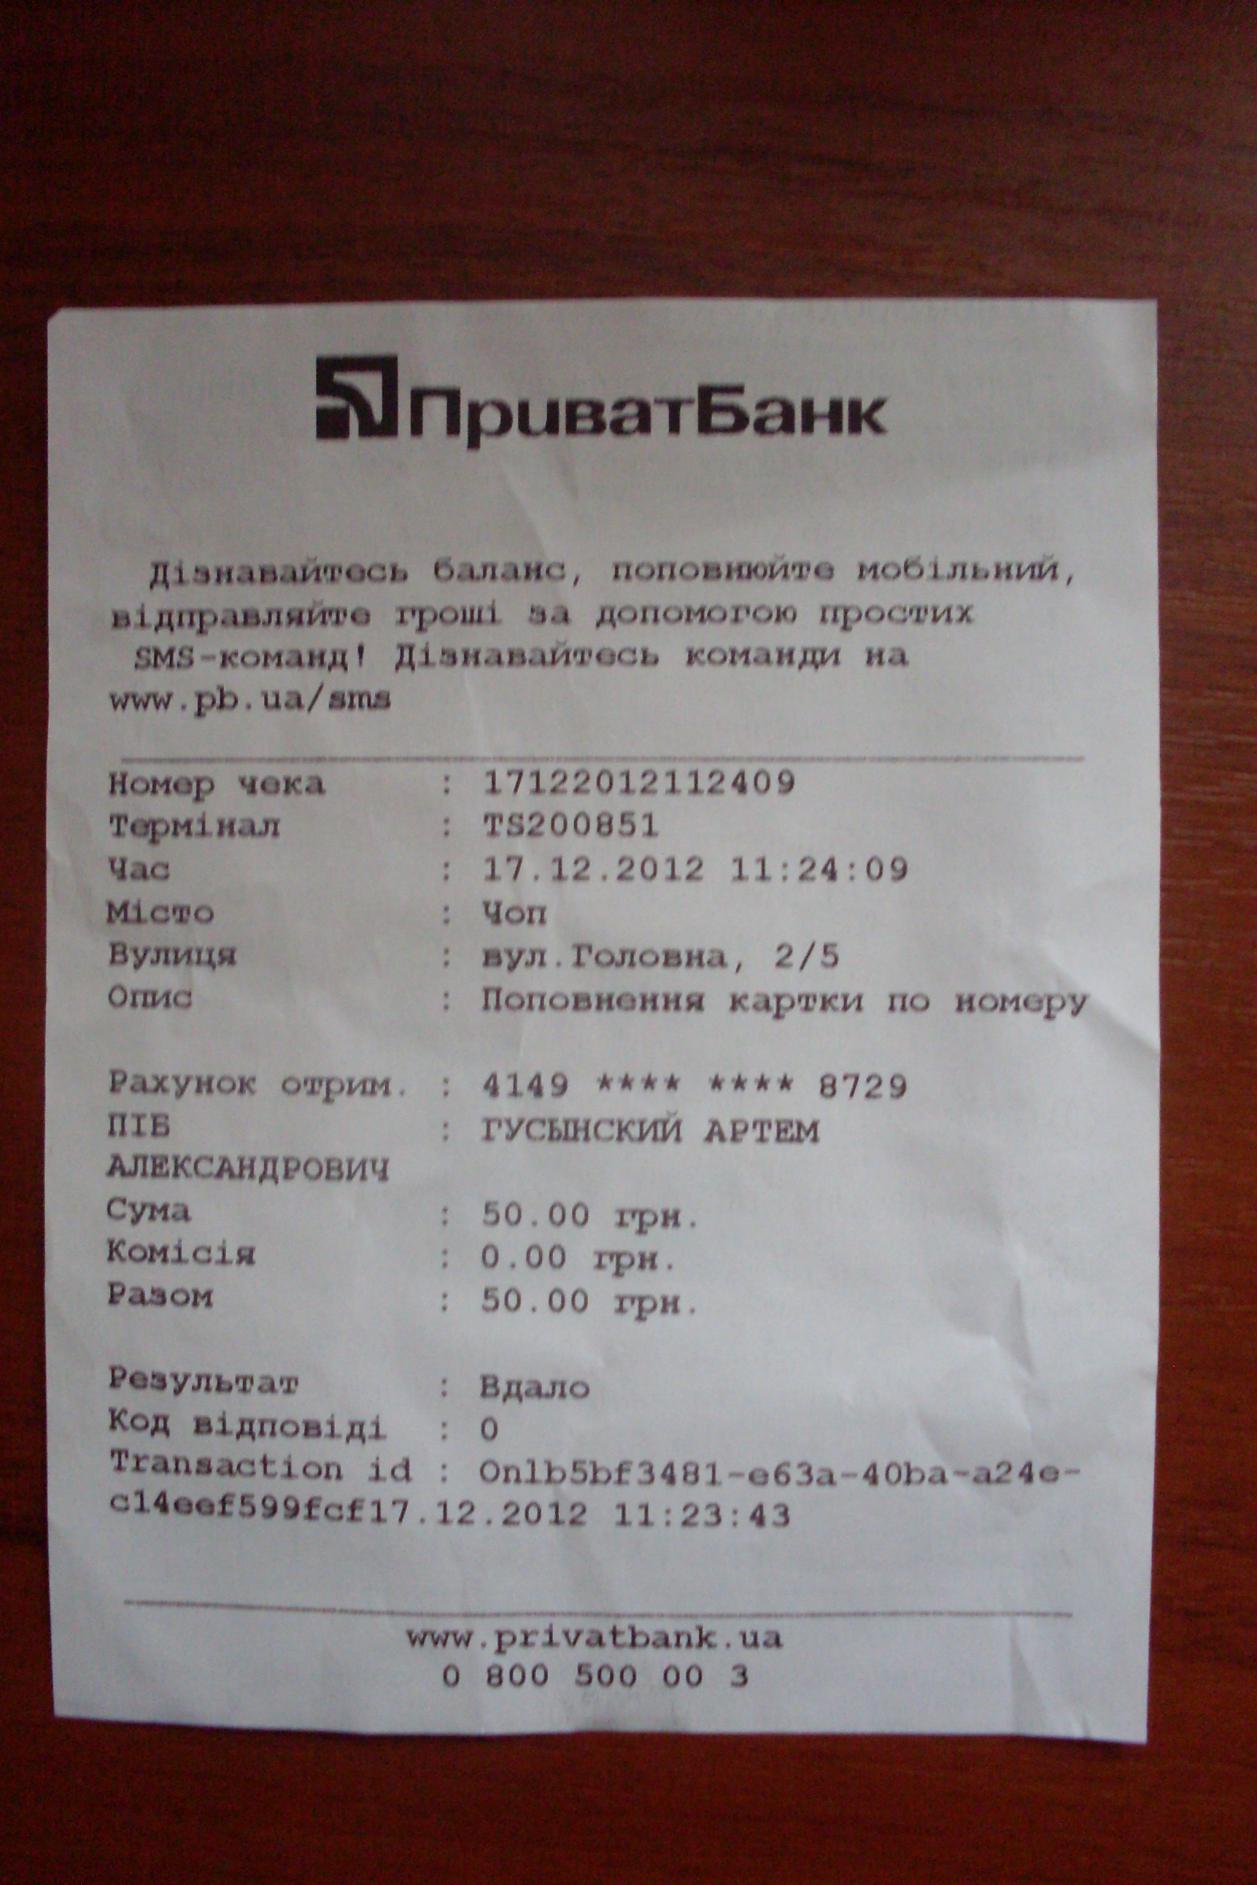 ПриватБанк
Дізнавайтесь баланс, поповнюйте мобільний,
відправляйте гроші за допомогою простих
SMS-команд! Дізнавайтесь команди на
www.pb.ua/sms
Номер чека : 17122012112409
Термінал : TS200851
Час : 17.12.2012 11:24:09
Місто : Чоп
Вулиця : вул.Головна, 2/5
Опис : Поповнення картки по номеру
Рахунок отрим. : 4149 **** **** 8729
ПІБ : ГУСЫНСКИЙ АРТЕМ
АЛЕКСАНДРОВИЧ
Сума : 50.00 грн.
Комісія : 0.00 грн.
Разом : 50.00 грн.
Результат : Вдало
Код відповіді : 0
Transaction id : Onlb5bf3481-e63a-40ba-a24e-
c14eef599fcf17.12.2012 11:23:43
www.privatbank.ua
0 800 500 00 3